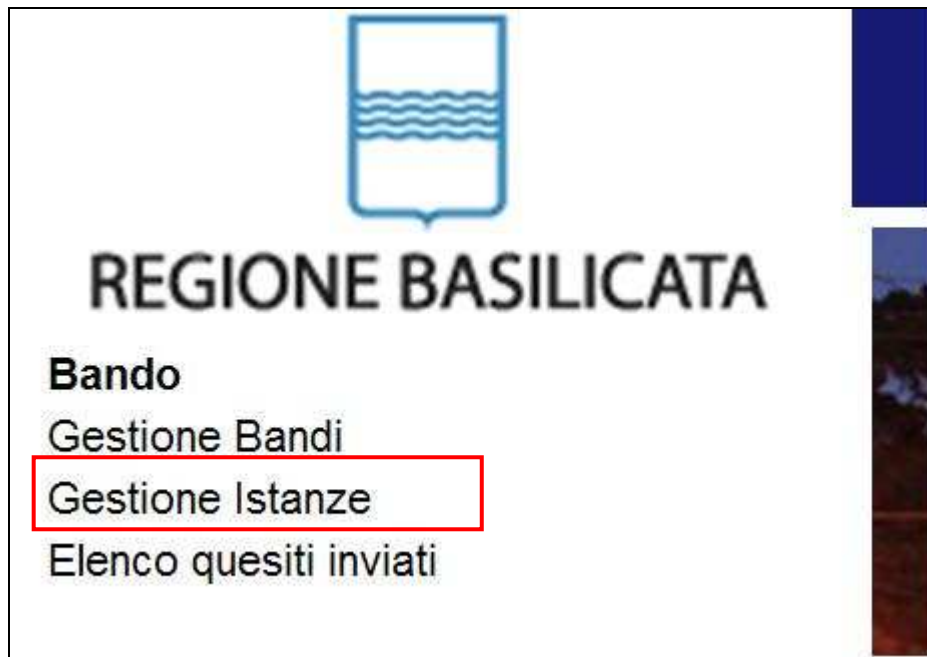 REGIONE BASILICATA
Bando
Gestione Bandi
Gestione Istanze
Elenco quesiti inviati